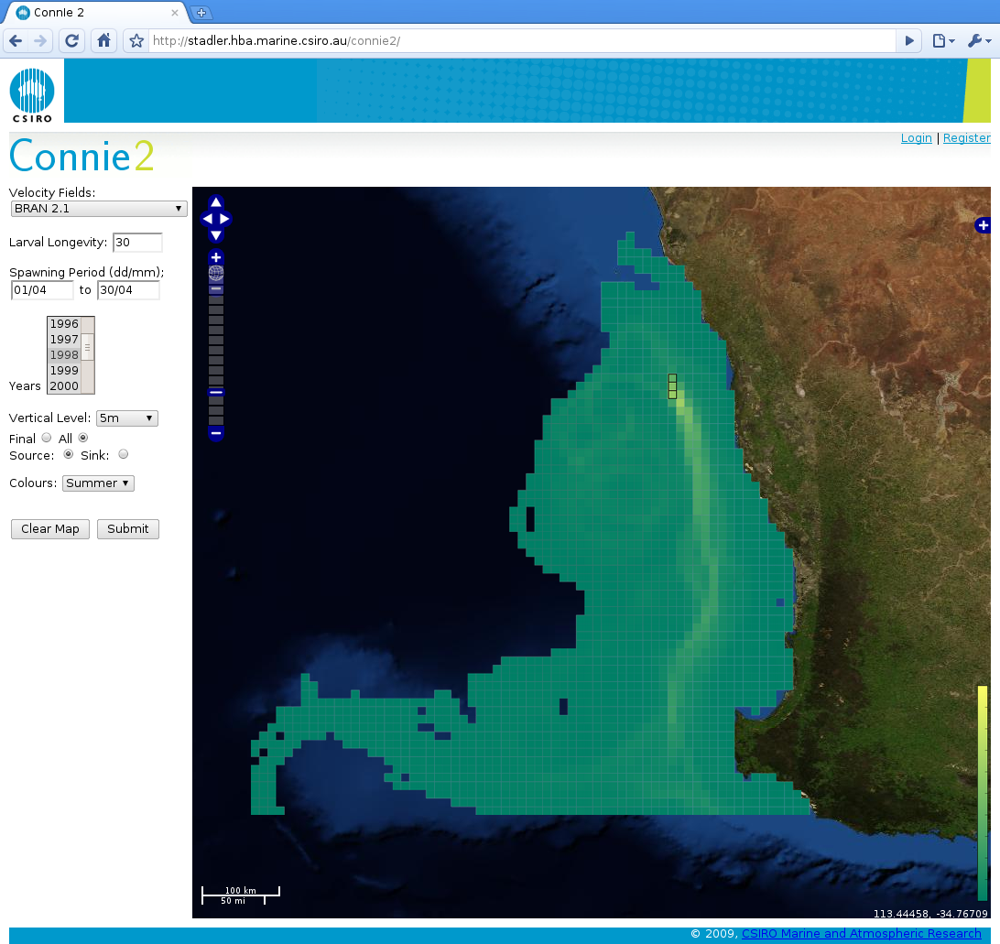 Connie 2
http://stadler.hba.marine.csiro.au/connie2/
CSIRO
Login | Register
Connie2
Velocity Fields:
BRAN 2.1
Larval Longevity: 30
Spawning Period (dd/mm);
01/04 to 30/04
1996
1997
1998
1999
Years 2000
Vertical Level: 5m
Final All
Source: Sink:
Colours: Summer
Clear Map Submit
100 km
50 mi
113.44458, -34.76709
© 2009, CSIRO Marine and Atmospheric Research